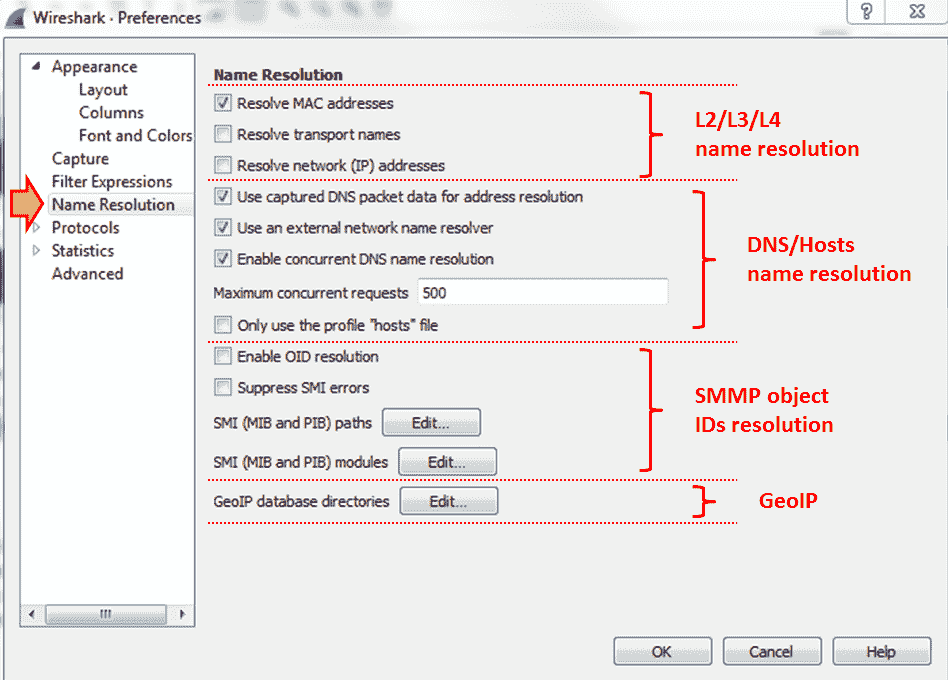 Wireshark · Preferences
Appearance
Layout
Columns
Font and Colors
Capture
Filter Expressions
Name Resolution
Protocols
Statistics
Advanced
Name Resolution
Resolve MAC addresses
Resolve transport names
Resolve network (IP) addresses
L2/L3/L4
name resolution
Use captured DNS packet data for address resolution
Use an external network name resolver
Enable concurrent DNS name resolution
Maximum concurrent requests 500
Only use the profile "hosts" file
DNS/Hosts
name resolution
Enable OID resolution
Suppress SMI errors
SMI (MIB and PIB) paths Edit...
SMI (MIB and PIB) modules Edit...
SMMP object
IDs resolution
GeoIP database directories Edit...
GeoIP
OK Cancel Help